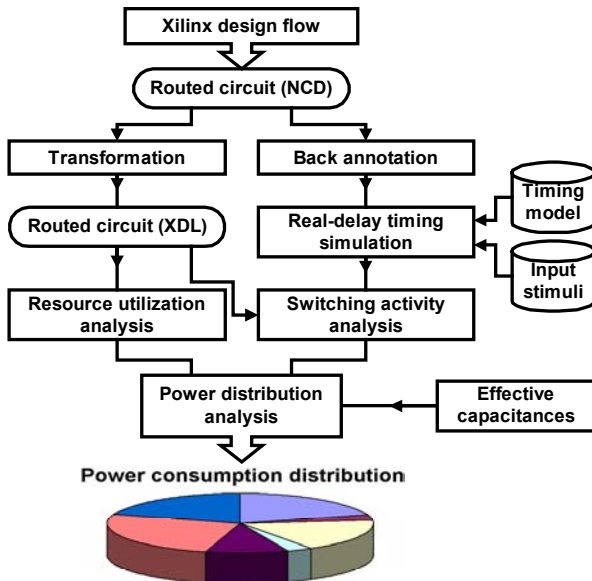 Xilinx design flow
Routed circuit (NCD)
Transformation
Back annotation
Timing
model
Routed circuit (XDL)
Real-delay timing
simulation
Input
stimuli
Resource utilization
analysis
Switching activity
analysis
Power distribution
analysis
Effective
capacitances
Power consumption distribution